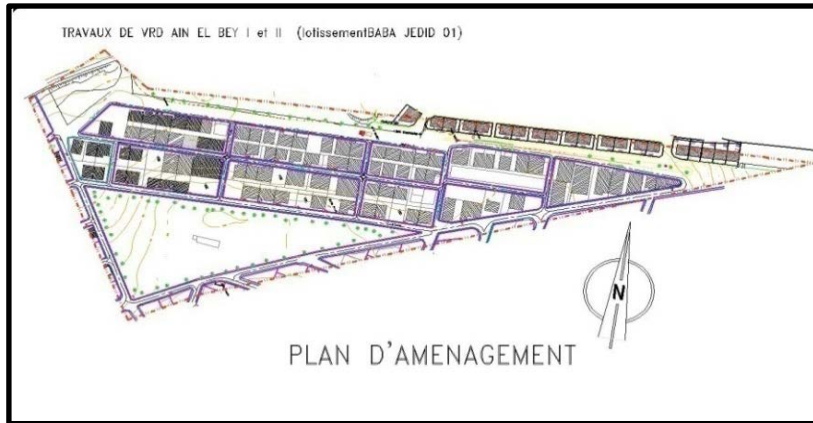 TRAVAUX DE VRD AIN EL BEY I et II (lotissementBABA JEDID 01)
N
PLAN D'AMENAGEMENT